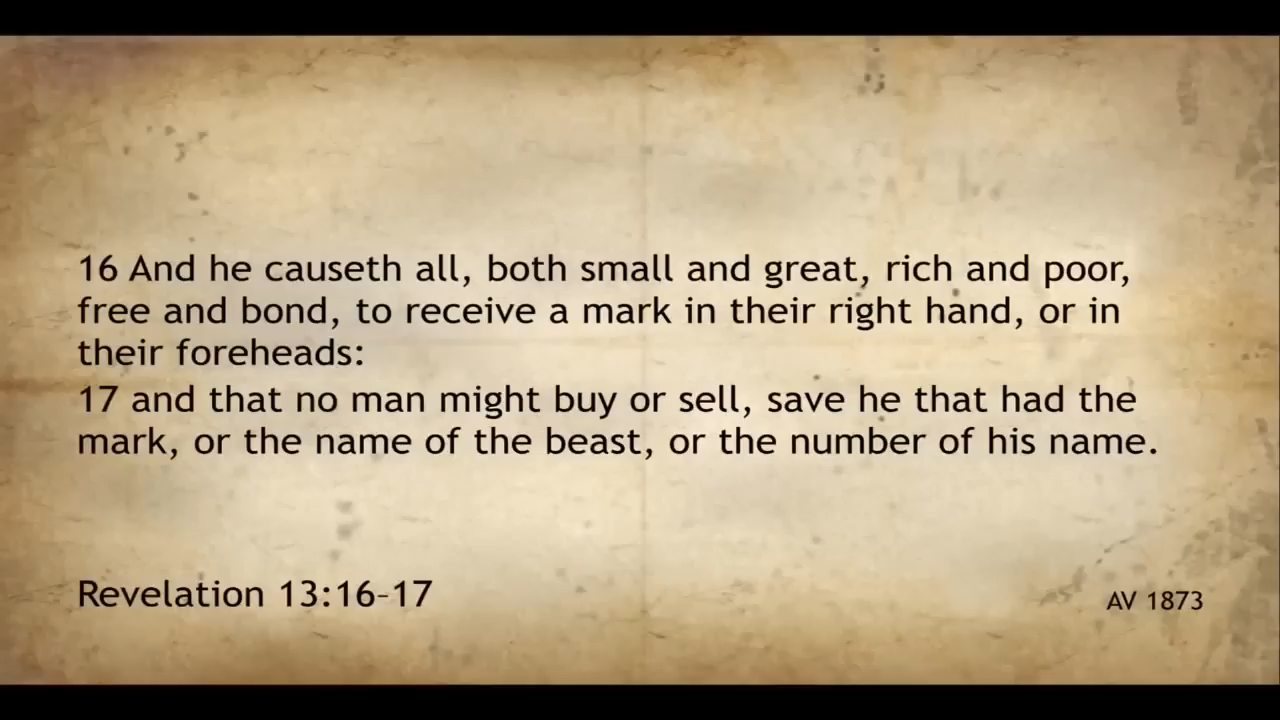 16 And he causeth all, both small and great, rich and poor,
free and bond, to receive a mark in their right hand, or in
their foreheads:
17 and that no man might buy or sell, save he that had the
mark, or the name of the beast, or the number of his name.
Revelation 13:16–17
AV 1873